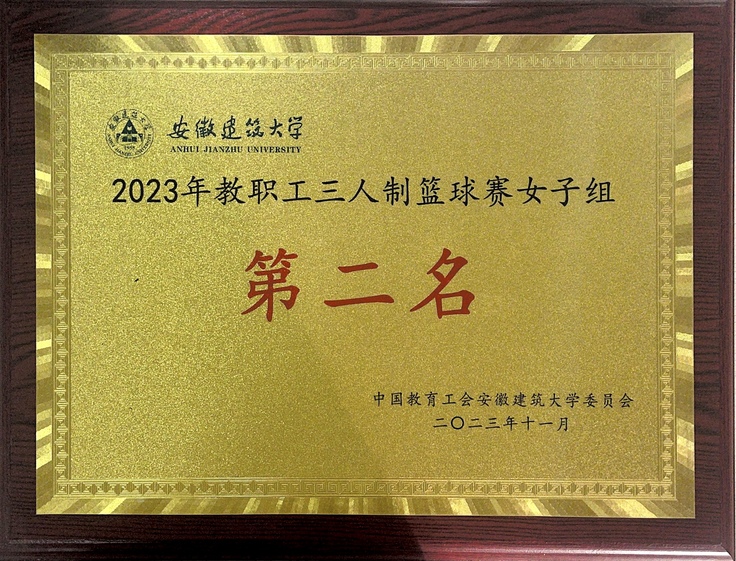 安徽建筑大学
ANHUI JIANZHU UNIVERSITY
2023年教职工三人制篮球赛女子组
第二名
中国教育工会安徽建筑大学委员会
二〇二三年十一月